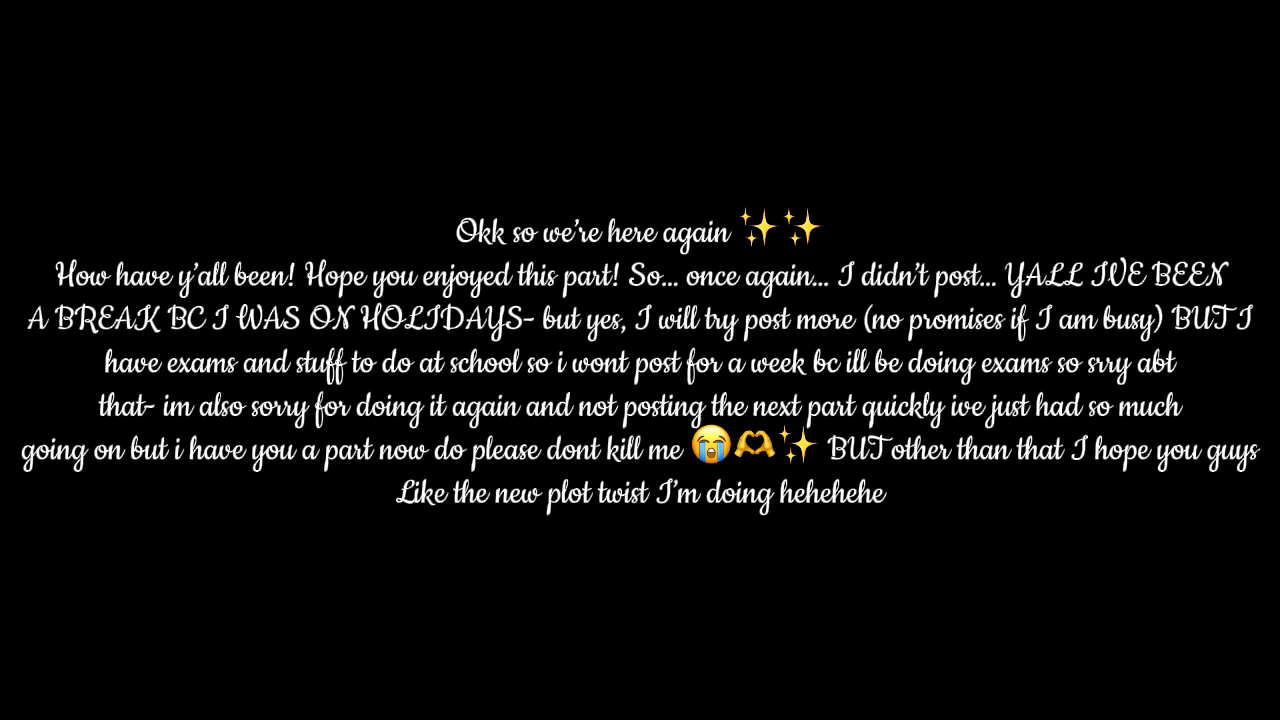 Okk so we're here again ✨✨
How have y'all been! Hope you enjoyed this part! So... once again... I didn't post... YALL IVE BEEN
A BREAK BC I WAS ON HOLIDAYS- but yes, I will try post more (no promises if I am busy) BUT I
have exams and stuff to do at school so i wont post for a week bc ill be doing exams so srry abt
that- im also sorry for doing it again and not posting the next part quickly ive just had so much
going on but i have you a part now do please dont kill me 😭🫶✨ BUT other than that I hope you guys
Like the new plot twist I'm doing hehehehe